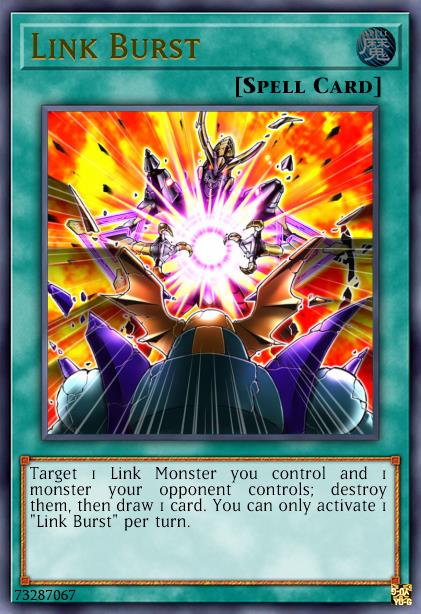 Link Burst
魔
[Spell Card]
Target 1 Link Monster you control and 1
monster your opponent controls; destroy
them, then draw 1 card. You can only activate 1
"Link Burst" per turn.
73287067